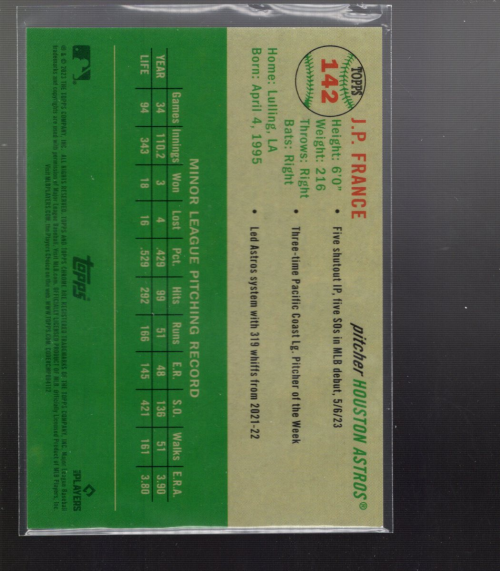 TOPPS
142
J.P. FRANCE
pitcher HOUSTON ASTROS®
Height: 6'0"
Weight: 216
Throws: Right
Bats: Right
Home: Lulling, LA
Born: April 4, 1995
• Five shutout IP, five SOs in MLB debut, 5/6/23
• Three-time Pacific Coast Lg. Pitcher of the Week
• Led Astros system with 319 whiffs from 2021-22
MINOR LEAGUE PITCHING RECORD
Games Innings Won Lost Pct. Hits Runs E.R. S.O. Walks E.R.A.
YEAR 34 110.2 3 4 .429 99 51 48 136 51 3.90
LIFE 94 343 18 16 .529 292 166 145 421 161 3.80
topps
PLAYERS